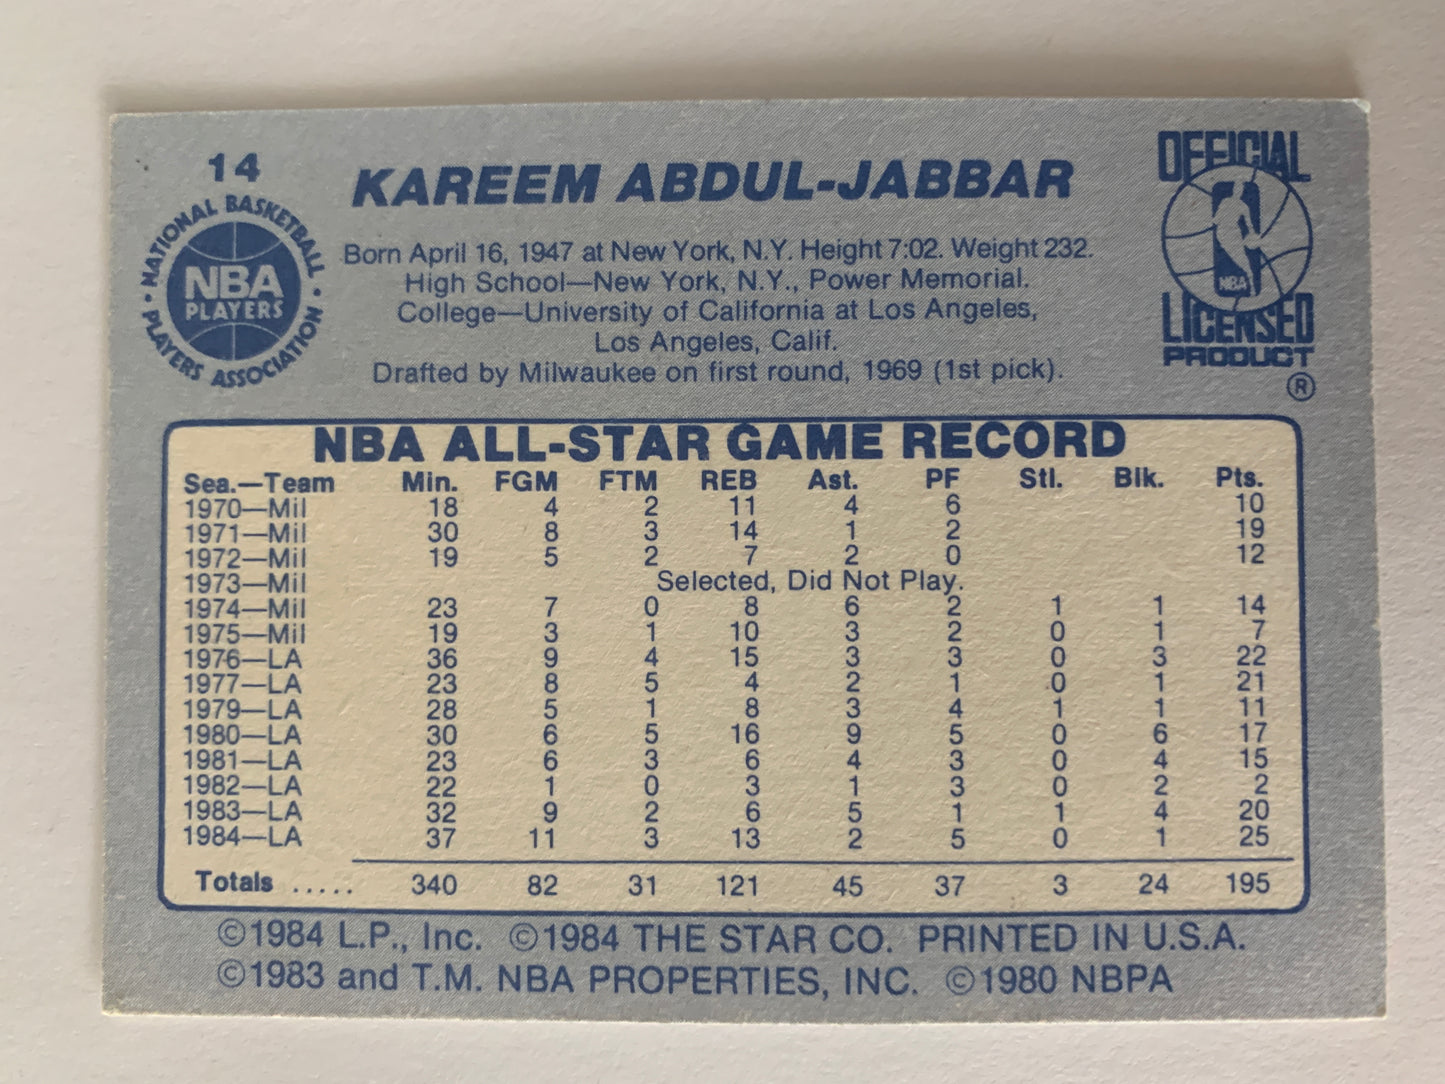 14
NATIONAL BASKETBALL
NBA
PLAYERS
• PLAYERS ASSOCIATION •
KAREEM ABDUL-JABBAR
Born April 16, 1947 at New York, N.Y. Height 7:02. Weight 232.
High School—New York, N.Y., Power Memorial.
College—University of California at Los Angeles,
Los Angeles, Calif.
Drafted by Milwaukee on first round, 1969 (1st pick).
OFFICIAL
NBA
LICENSED
PRODUCT
®
NBA ALL-STAR GAME RECORD
Sea.—Team Min. FGM FTM REB Ast. PF Stl. Blk. Pts.
1970—Mil 18 4 2 11 4 6 10
1971—Mil 30 8 3 14 1 2 19
1972—Mil 19 5 2 7 2 0 12
1973—Mil Selected, Did Not Play.
1974—Mil 23 7 0 8 6 2 1 1 14
1975—Mil 19 3 1 10 3 2 0 1 7
1976—LA 36 9 4 15 3 3 0 3 22
1977—LA 23 8 5 4 2 1 0 1 21
1979—LA 28 5 1 8 3 4 1 1 11
1980—LA 30 6 5 16 9 5 0 6 17
1981—LA 23 6 3 6 4 3 0 4 15
1982—LA 22 1 0 3 1 3 0 2 2
1983—LA 32 9 2 6 5 1 1 4 20
1984—LA 37 11 3 13 2 5 0 1 25
Totals ..... 340 82 31 121 45 37 3 24 195
©1984 L.P., Inc. ©1984 THE STAR CO. PRINTED IN U.S.A.
©1983 and T.M. NBA PROPERTIES, INC. ©1980 NBPA